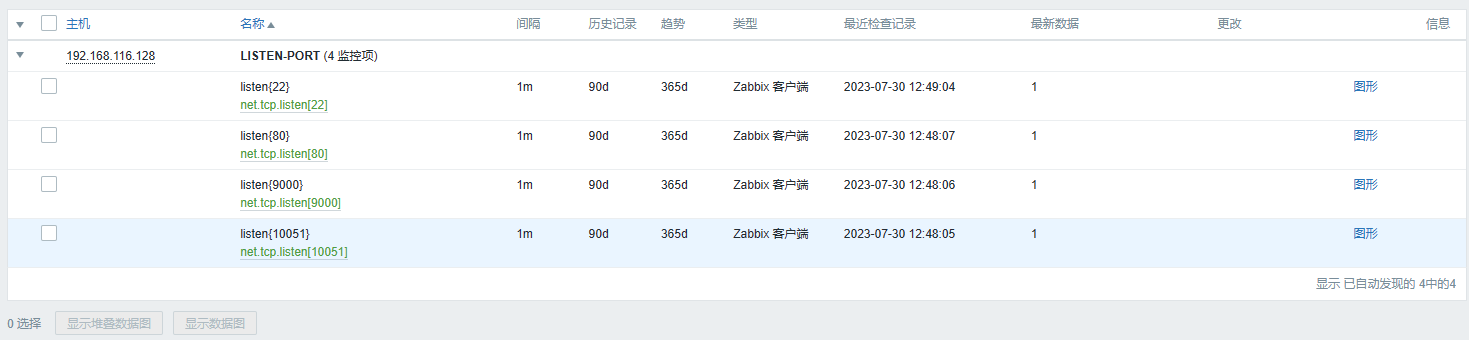 主机 名称 间隔 历史记录 趋势 类型 最近检查记录 最新数据 更改 信息
192.168.116.128 LISTEN-PORT (4 监控项)
listen{22} 1m 90d 365d Zabbix 客户端 2023-07-30 12:49:04 1 图形
net.tcp.listen[22]
listen{80} 1m 90d 365d Zabbix 客户端 2023-07-30 12:48:07 1 图形
net.tcp.listen[80]
listen{9000} 1m 90d 365d Zabbix 客户端 2023-07-30 12:48:06 1 图形
net.tcp.listen[9000]
listen{10051} 1m 90d 365d Zabbix 客户端 2023-07-30 12:48:05 1 图形
net.tcp.listen[10051]
显示 已自动发现的 4中的4
0 选择 显示堆叠数据图 显示数据图